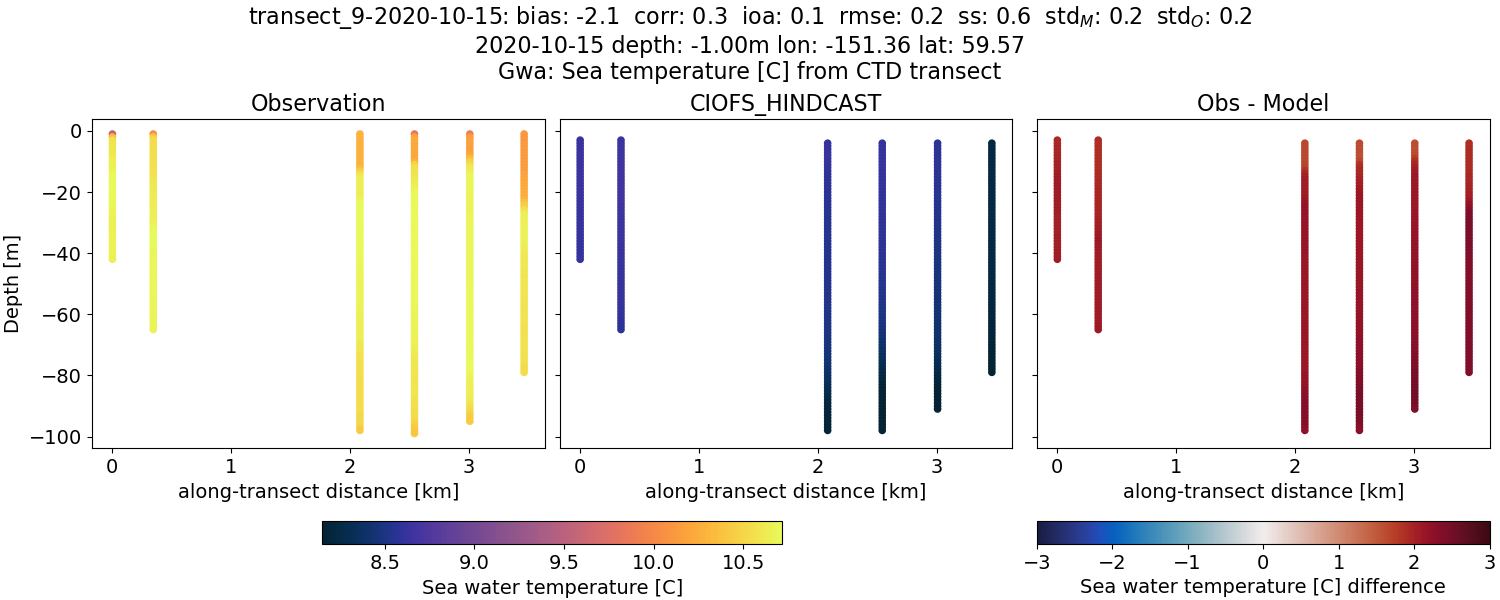 transect_9-2020-10-15: bias: -2.1 corr: 0.3 ioa: 0.1 rmse: 0.2 ss: 0.6 std_M: 0.2 std_O: 0.2
2020-10-15 depth: -1.00m lon: -151.36 lat: 59.57
Gwa: Sea temperature [C] from CTD transect
Observation CIOFS_HINDCAST Obs - Model
0
−20
−40
−60
−80
−100
Depth [m]
0 1 2 3 0 1 2 3 0 1 2 3
along-transect distance [km] along-transect distance [km] along-transect distance [km]
8.5 9.0 9.5 10.0 10.5 −3 −2 −1 0 1 2 3
Sea water temperature [C] Sea water temperature [C] difference